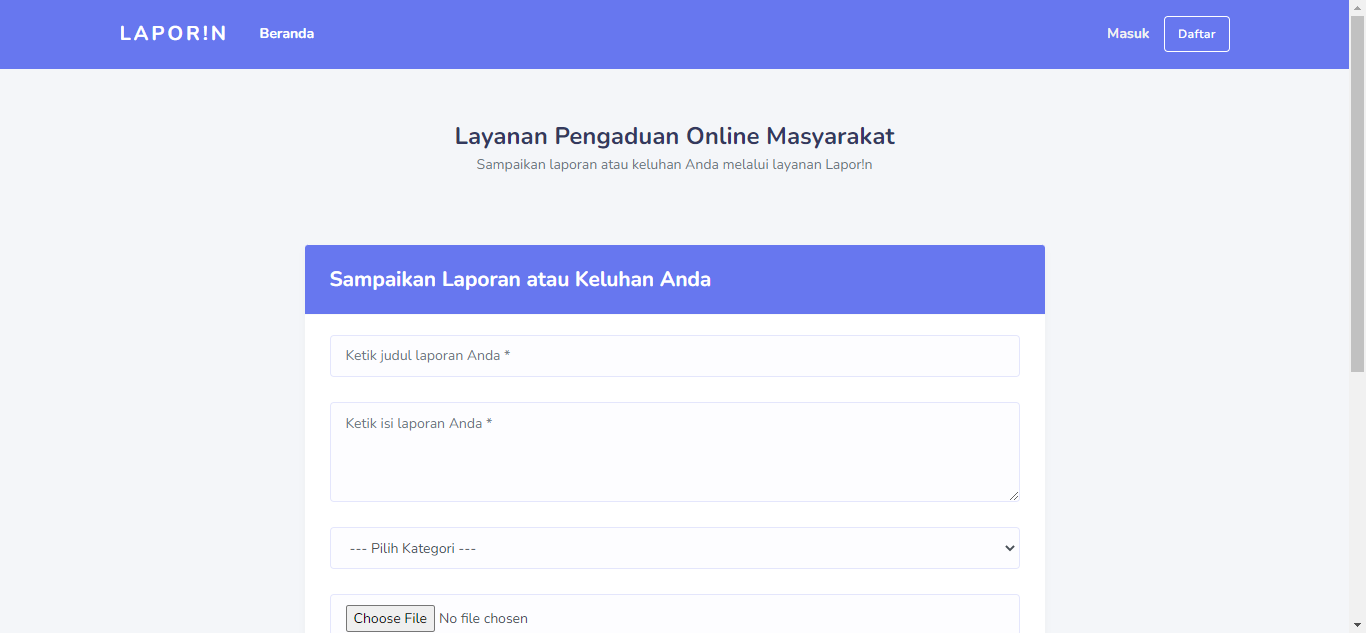 LAPOR!N Beranda Masuk Daftar
Layanan Pengaduan Online Masyarakat
Sampaikan laporan atau keluhan Anda melalui layanan Lapor!n
Sampaikan Laporan atau Keluhan Anda
Ketik judul laporan Anda *
Ketik isi laporan Anda *
--- Pilih Kategori ---
Choose File No file chosen